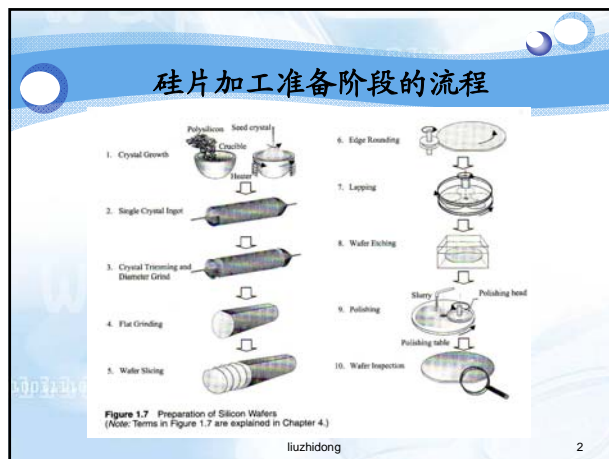 硅片加工准备阶段的流程
Polysilicon
Seed crystal
Crucible
1. Crystal Growth
Heater
2. Single Crystal Ingot
3. Crystal Trimming and
Diameter Grind
4. Flat Grinding
5. Wafer Slicing
6. Edge Rounding
7. Lapping
8. Wafer Etching
Slurry
Polishing head
9. Polishing
Polishing table
10. Wafer Inspection
Figure 1.7 Preparation of Silicon Wafers
(Note: Terms in Figure 1.7 are explained in Chapter 4.)
liuzhidong
2